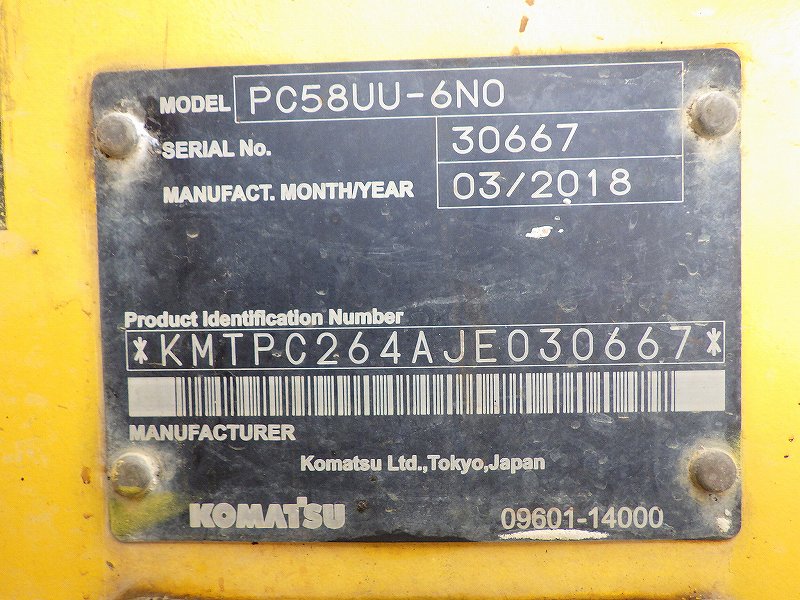 MODEL PC58UU-6N0
SERIAL No. 30667
MANUFACT. MONTH/YEAR 03/2018
Product Identification Number
*KMTPC264AJE030667*
MANUFACTURER
Komatsu Ltd.,Tokyo,Japan
KOMATSU 09601-14000